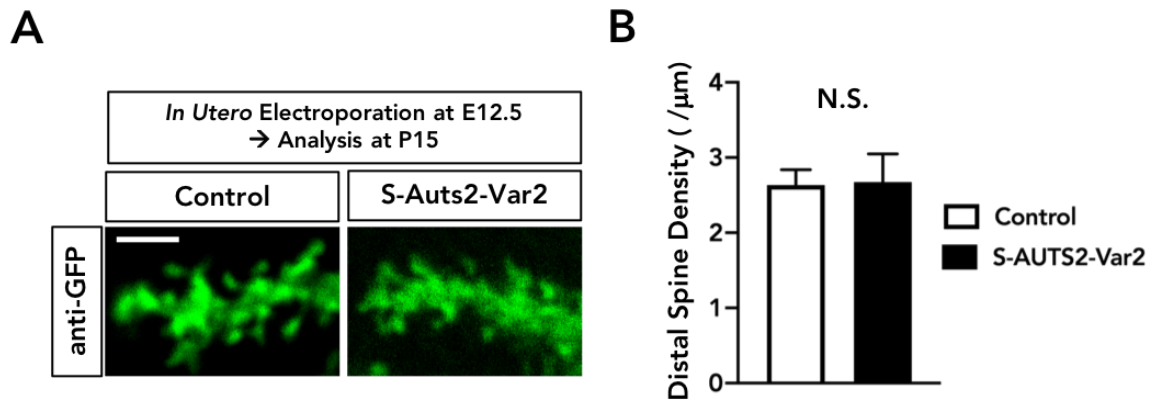 A
In Utero Electroporation at E12.5
→ Analysis at P15
Control
S-Auts2-Var2
anti-GFP
B
Distal Spine Density ( /μm)
4
3
2
1
0
N.S.
Control
S-AUTS2-Var2